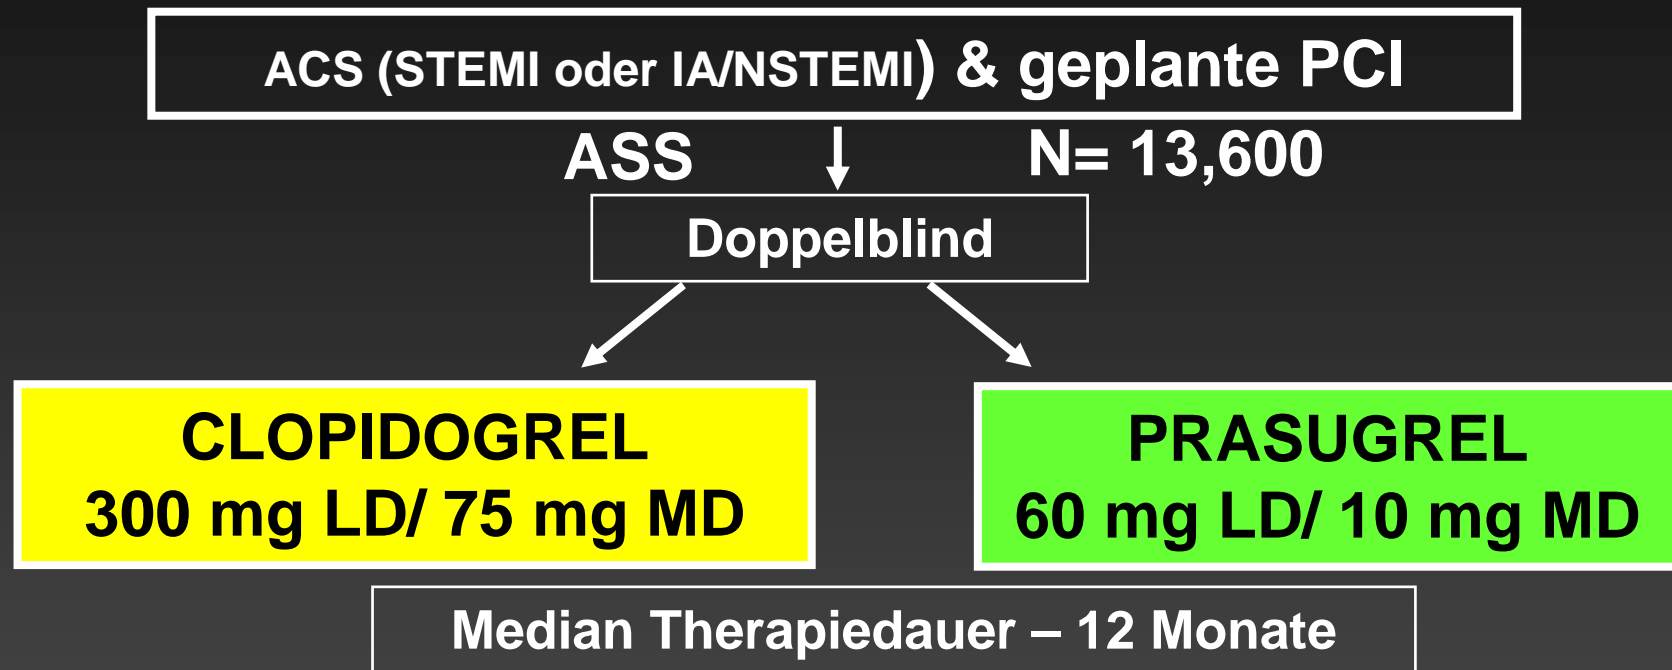 ACS (STEMI oder IA/NSTEMI) & geplante PCI
ASS
N= 13,600
Doppelblind
CLOPIDOGREL
300 mg LD/ 75 mg MD
PRASUGREL
60 mg LD/ 10 mg MD
Median Therapiedauer – 12 Monate